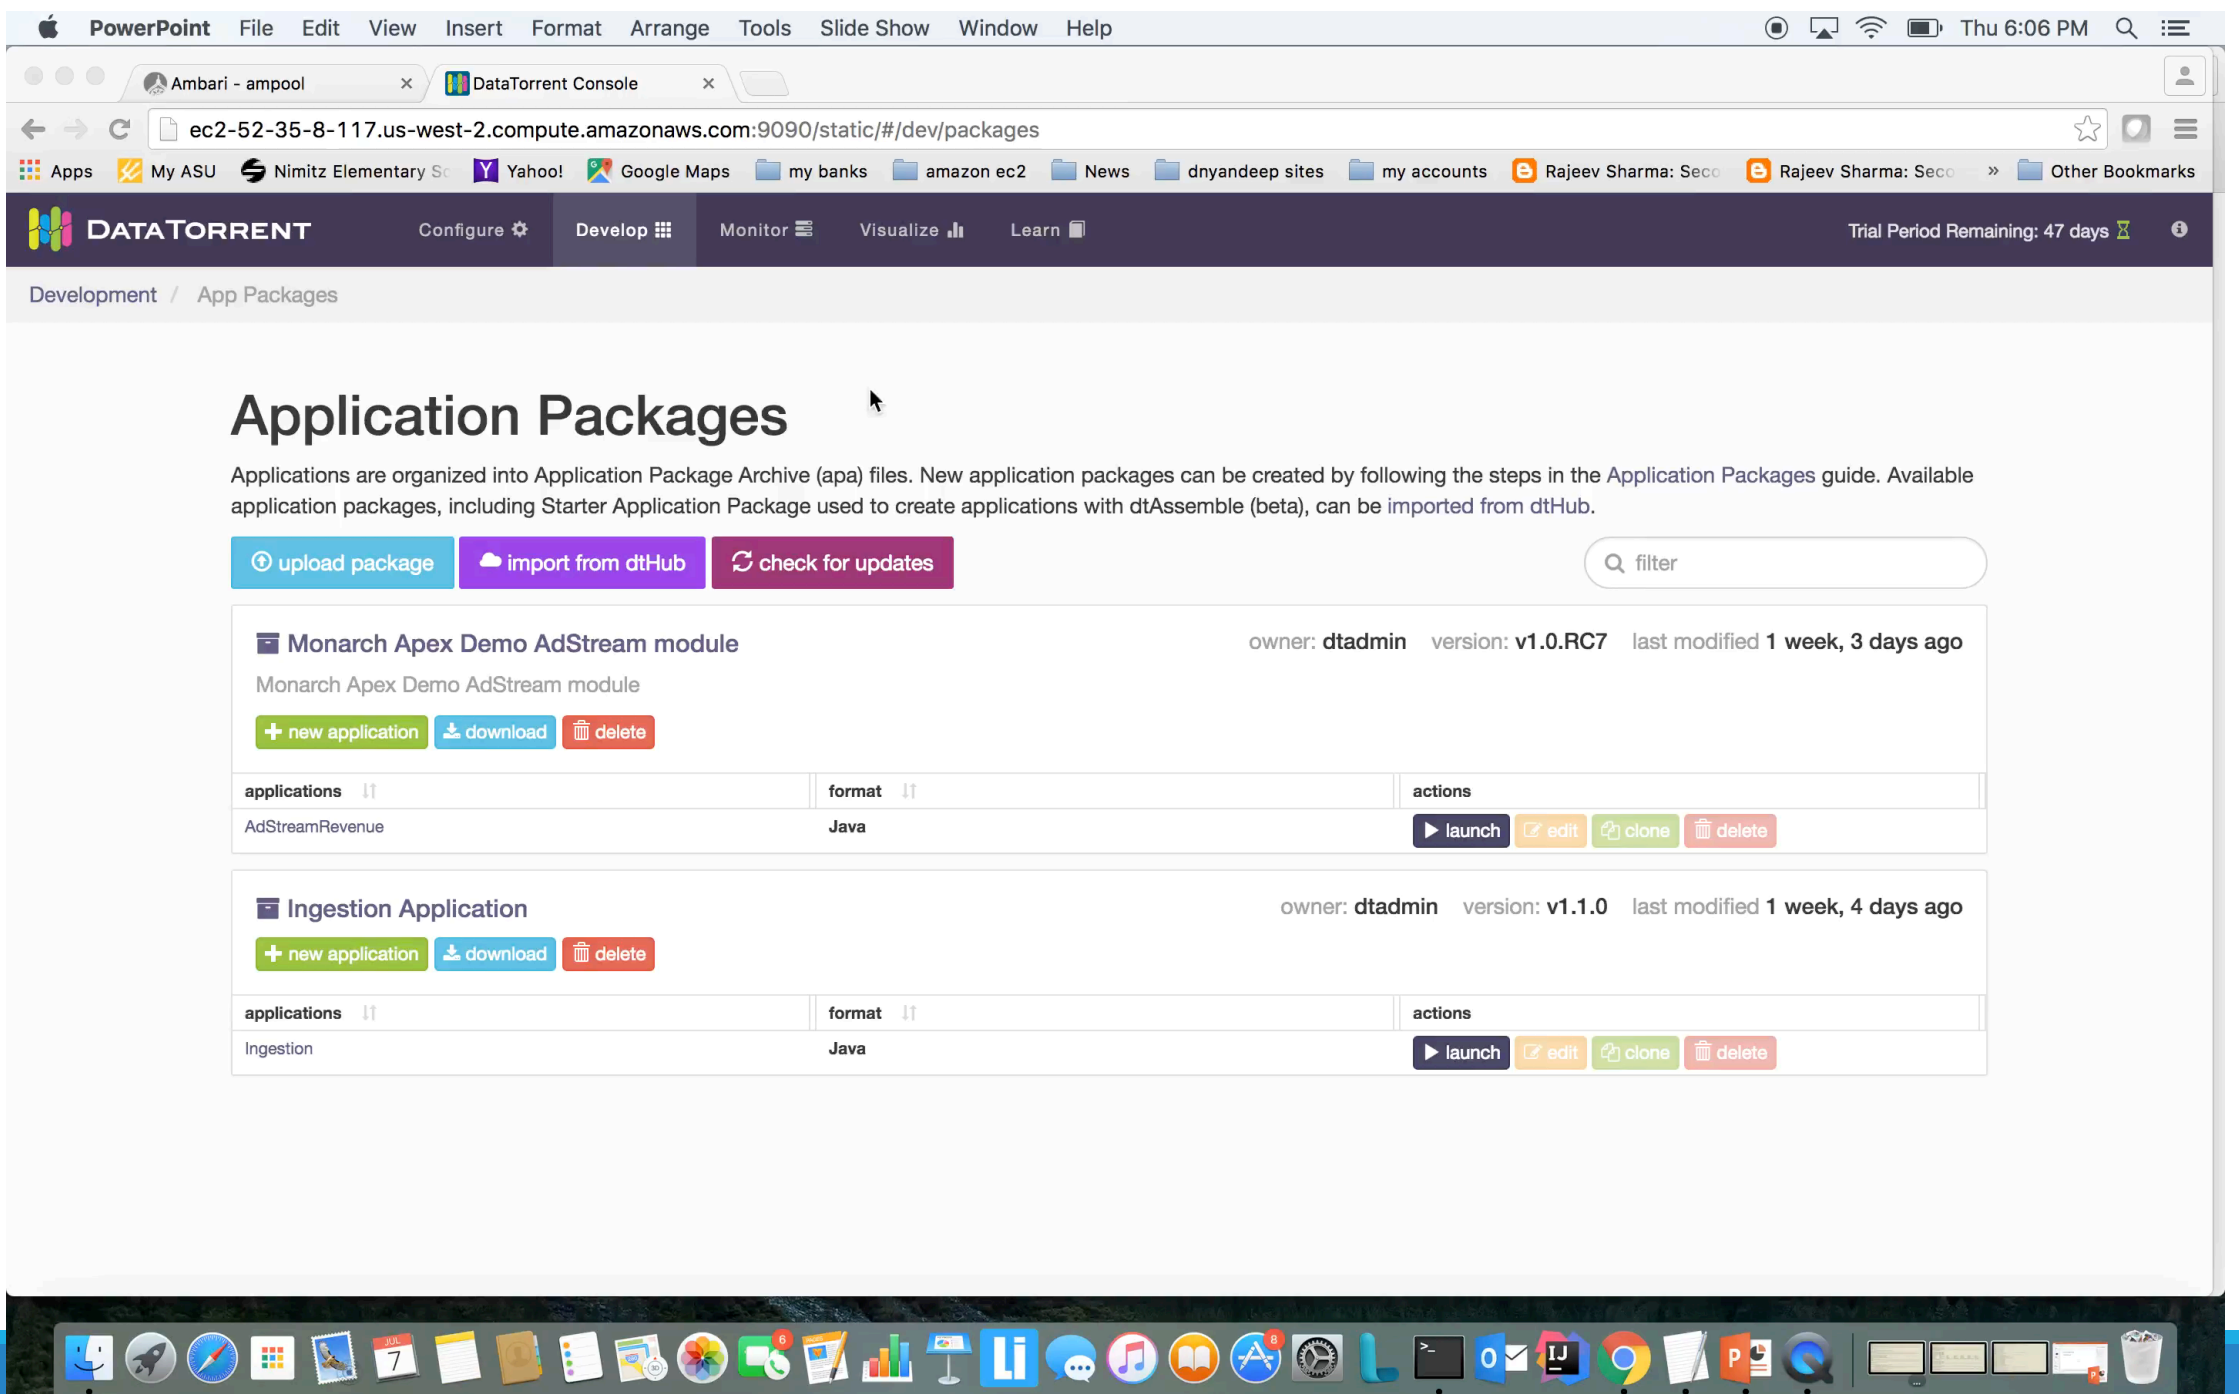 PowerPoint File Edit View Insert Format Arrange Tools Slide Show Window Help Thu 6:06 PM
Ambari - ampool × DataTorrent Console ×
ec2-52-35-8-117.us-west-2.compute.amazonaws.com:9090/static/#/dev/packages
Apps My ASU Nimitz Elementary Sc Yahoo! Google Maps my banks amazon ec2 News dnyandeep sites my accounts Rajeev Sharma: Seco Rajeev Sharma: Seco » Other Bookmarks
DATATORRENT Configure Develop Monitor Visualize Learn Trial Period Remaining: 47 days
Development / App Packages
Application Packages
Applications are organized into Application Package Archive (apa) files. New application packages can be created by following the steps in the Application Packages guide. Available
application packages, including Starter Application Package used to create applications with dtAssemble (beta), can be imported from dtHub.
upload package import from dtHub check for updates filter
Monarch Apex Demo AdStream module owner: dtadmin version: v1.0.RC7 last modified 1 week, 3 days ago
Monarch Apex Demo AdStream module
+ new application download delete
applications format actions
AdStreamRevenue Java launch edit clone delete
Ingestion Application owner: dtadmin version: v1.1.0 last modified 1 week, 4 days ago
+ new application download delete
applications format actions
Ingestion Java launch edit clone delete
JUL 7 6 PAGES Li 8 >_ O IJ P